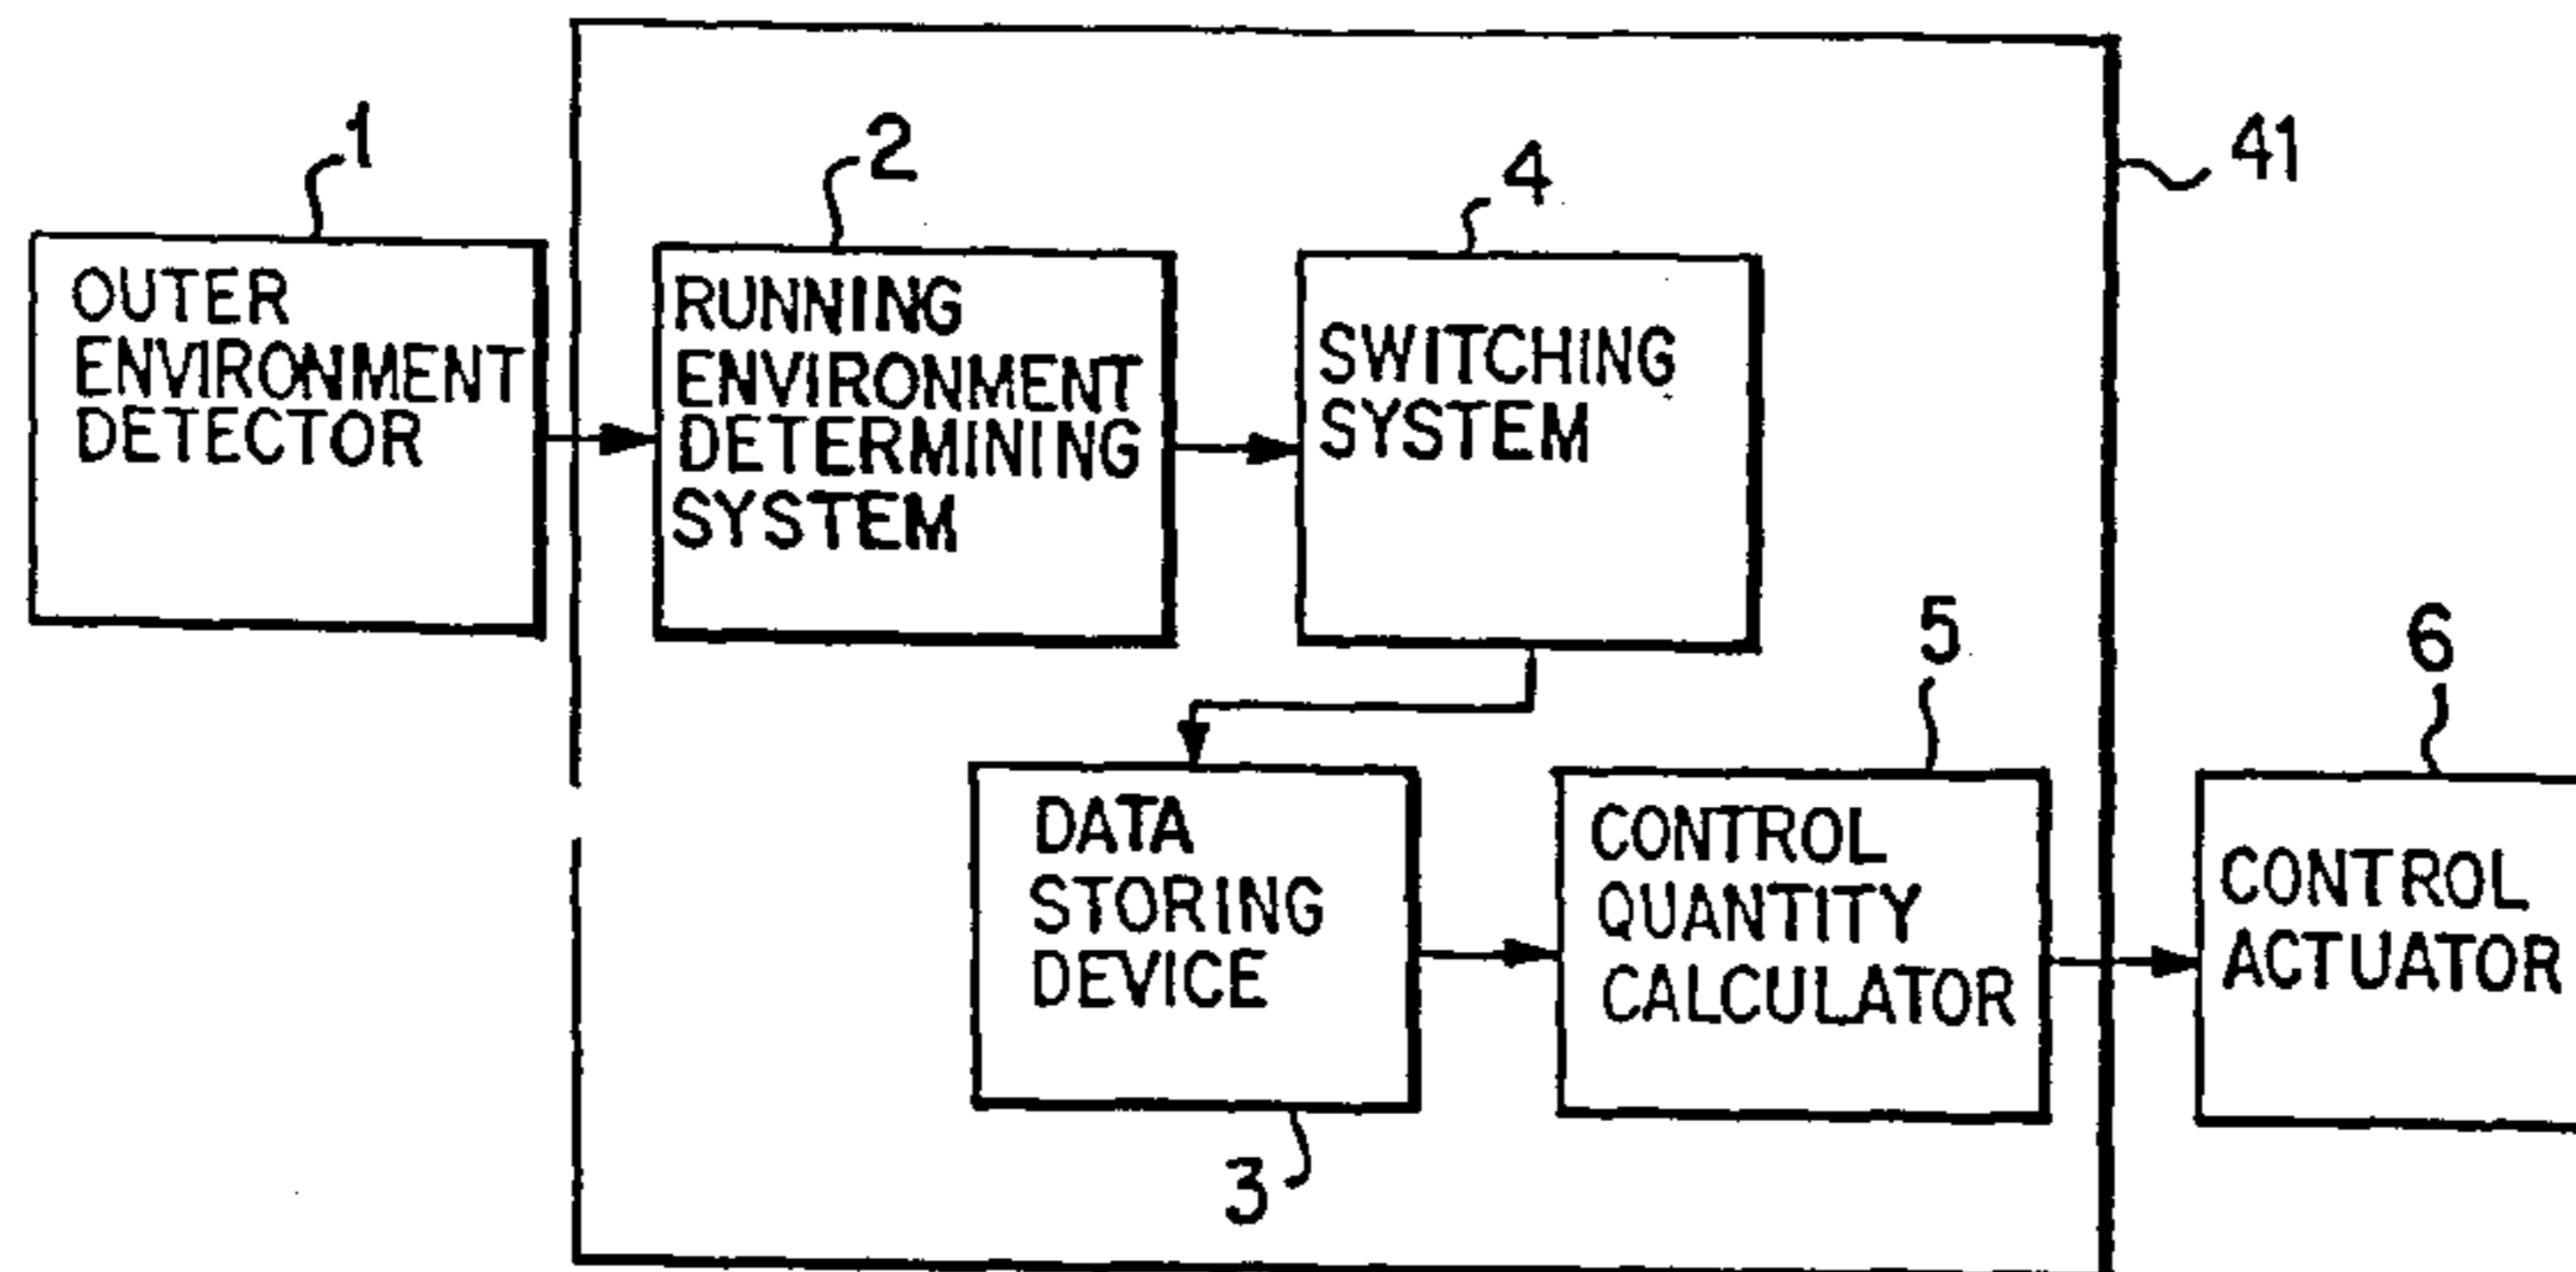 1
2
4
41
OUTER
ENVIRONMENT
DETECTOR
RUNNING
ENVIRONMENT
DETERMINING
SYSTEM
SWITCHING
SYSTEM
5
6
DATA
STORING
DEVICE
CONTROL
QUANTITY
CALCULATOR
CONTROL
ACTUATOR
3